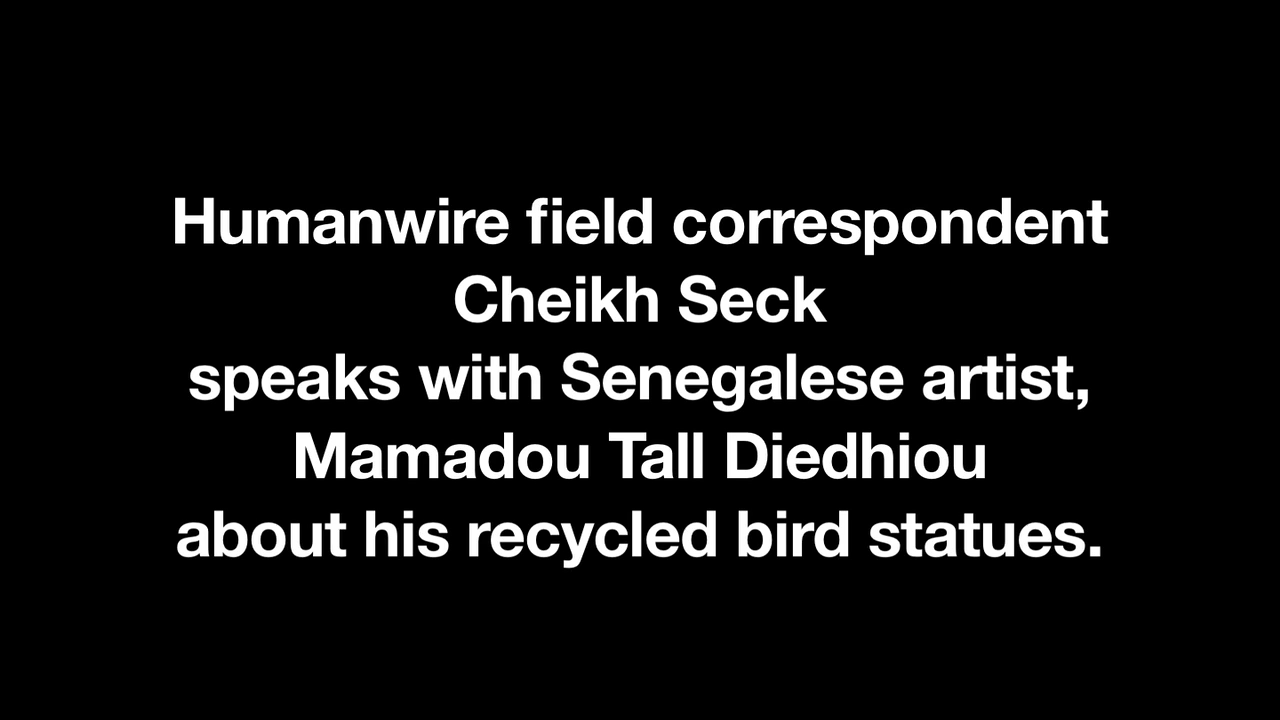 Humanwire field correspondent
Cheikh Seck
speaks with Senegalese artist,
Mamadou Tall Diedhiou
about his recycled bird statues.